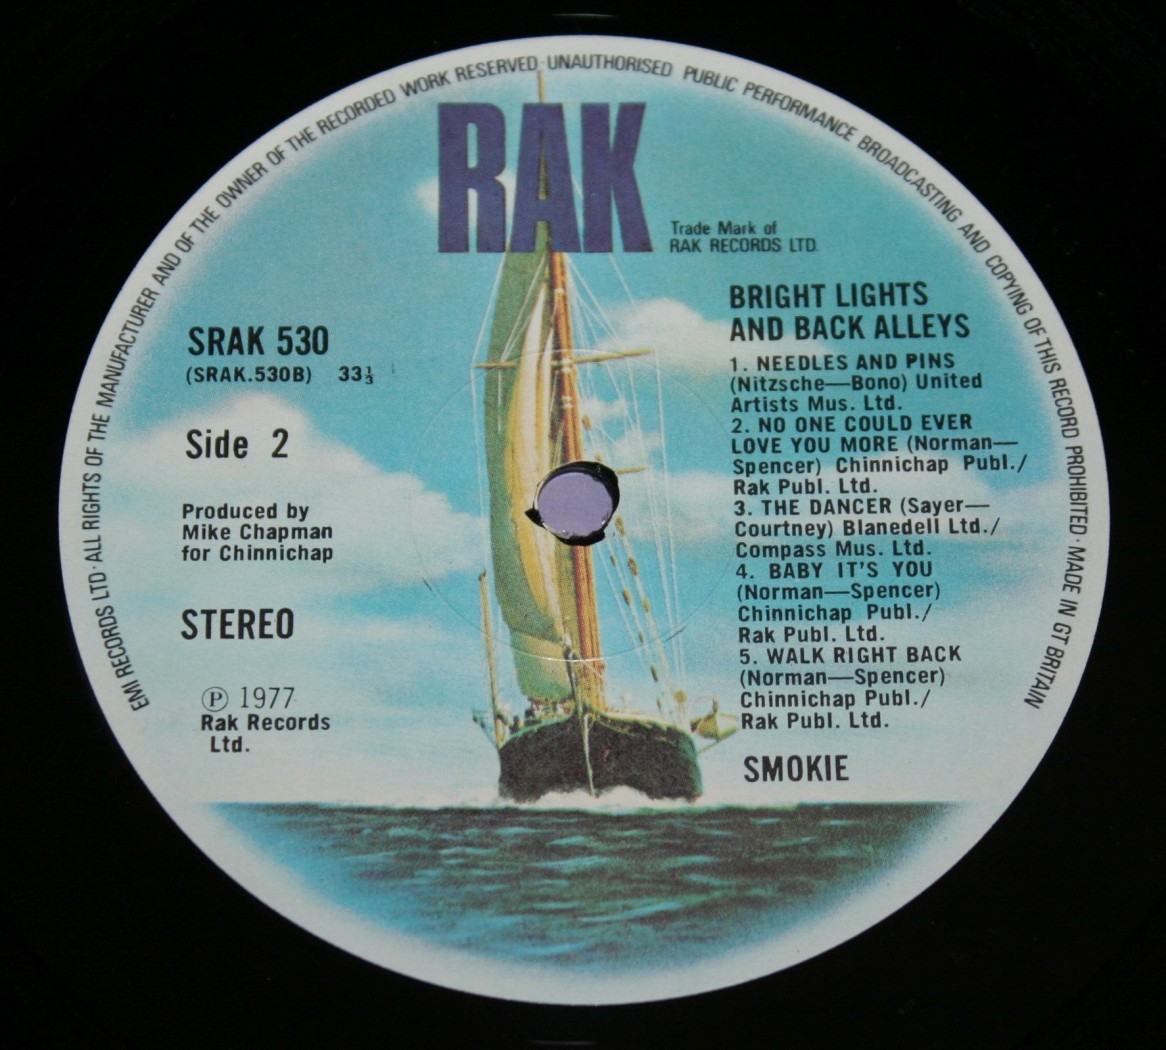 EMI RECORDS LTD · ALL RIGHTS OF THE MANUFACTURER AND OF THE OWNER OF THE RECORDED WORK RESERVED · UNAUTHORISED PUBLIC PERFORMANCE BROADCASTING AND COPYING OF THIS RECORD PROHIBITED · MADE IN GT BRITAIN
RAK
Trade Mark of
RAK RECORDS LTD.
SRAK 530
(SRAK.530B) 33⅓
Side 2
Produced by
Mike Chapman
for Chinnichap
STEREO
Ⓟ 1977
Rak Records
Ltd.
BRIGHT LIGHTS
AND BACK ALLEYS
1. NEEDLES AND PINS
(Nitzsche—Bono) United
Artists Mus. Ltd.
2. NO ONE COULD EVER
LOVE YOU MORE (Norman—
Spencer) Chinnichap Publ./
Rak Publ. Ltd.
3. THE DANCER (Sayer—
Courtney) Blanedell Ltd./
Compass Mus. Ltd.
4. BABY IT'S YOU
(Norman—Spencer)
Chinnichap Publ./
Rak Publ. Ltd.
5. WALK RIGHT BACK
(Norman—Spencer)
Chinnichap Publ./
Rak Publ. Ltd.
SMOKIE